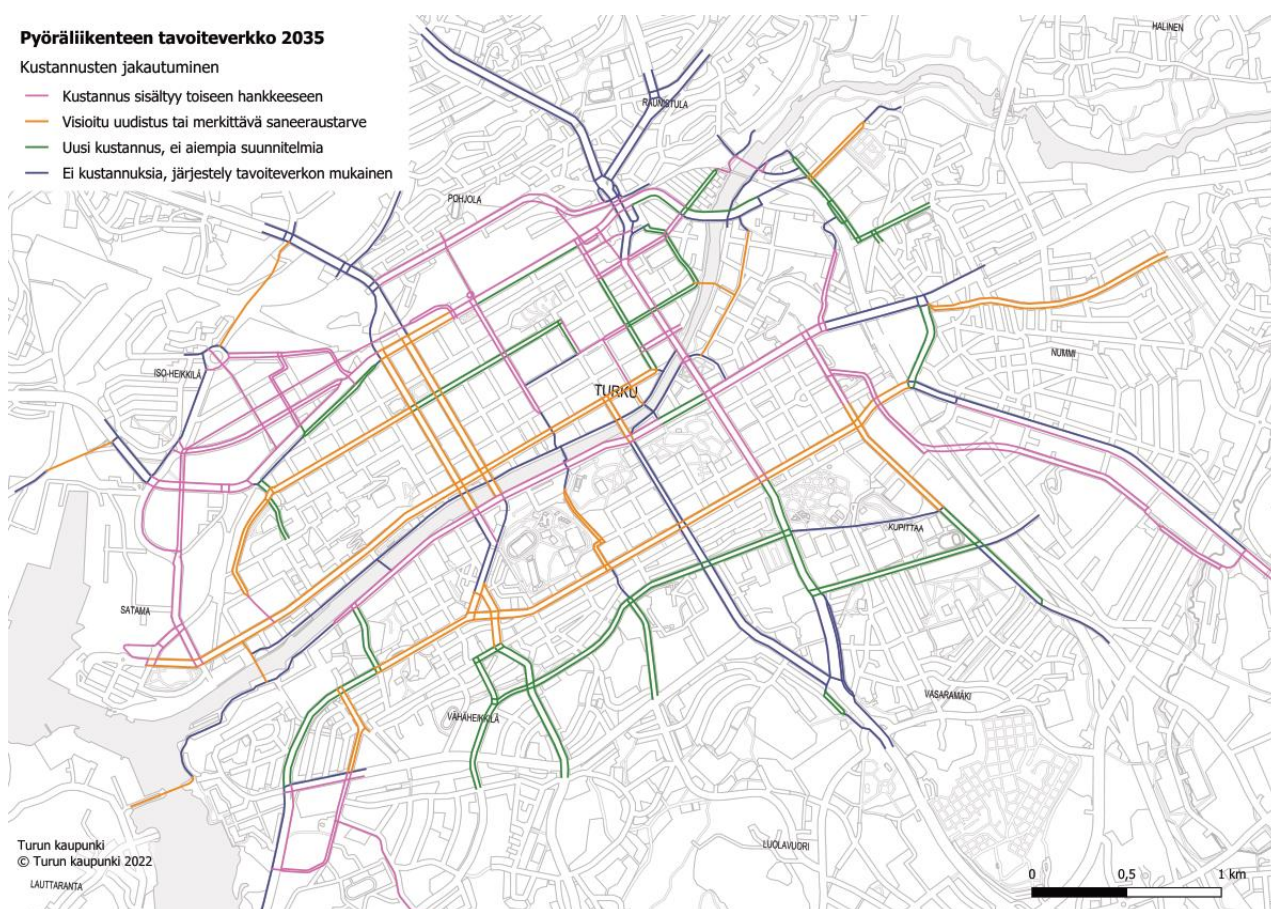 Pyöräliikenteen tavoiteverkko 2035
Kustannusten jakautuminen
Kustannus sisältyy toiseen hankkeeseen
Visioitu uudistus tai merkittävä saneeraustarve
Uusi kustannus, ei aiempia suunnitelmia
Ei kustannuksia, järjestely tavoiteverkon mukainen
HALINEN
RAUNISTULA
POHJOLA
ISO-HEIKKILÄ
NUMMI
TURKU
KUPITTAA
SATAMA
VASARAMÄKI
VÄHÄHEIKKILÄ
LUOLAVUORI
Turun kaupunki
© Turun kaupunki 2022
LAUTTARANTA
0 0,5 1 km